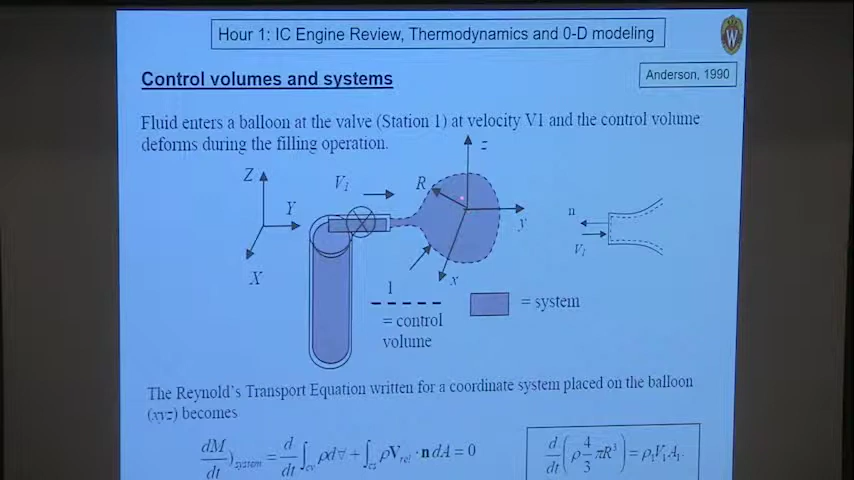 Hour 1: IC Engine Review, Thermodynamics and 0-D modeling
W
Control volumes and systems
Anderson, 1990
Fluid enters a balloon at the valve (Station 1) at velocity V1 and the control volume
deforms during the filling operation.
Z
V₁
R
z
Y
n
y
V₁
X
x
1
= control
volume
= system
The Reynold's Transport Equation written for a coordinate system placed on the balloon
(xyz) becomes
dM/dt)system = d/dt ∫cv ρd∀ + ∫cs ρVrel · n dA = 0
d/dt (ρ 4/3 πR³) = ρ₁V₁A₁